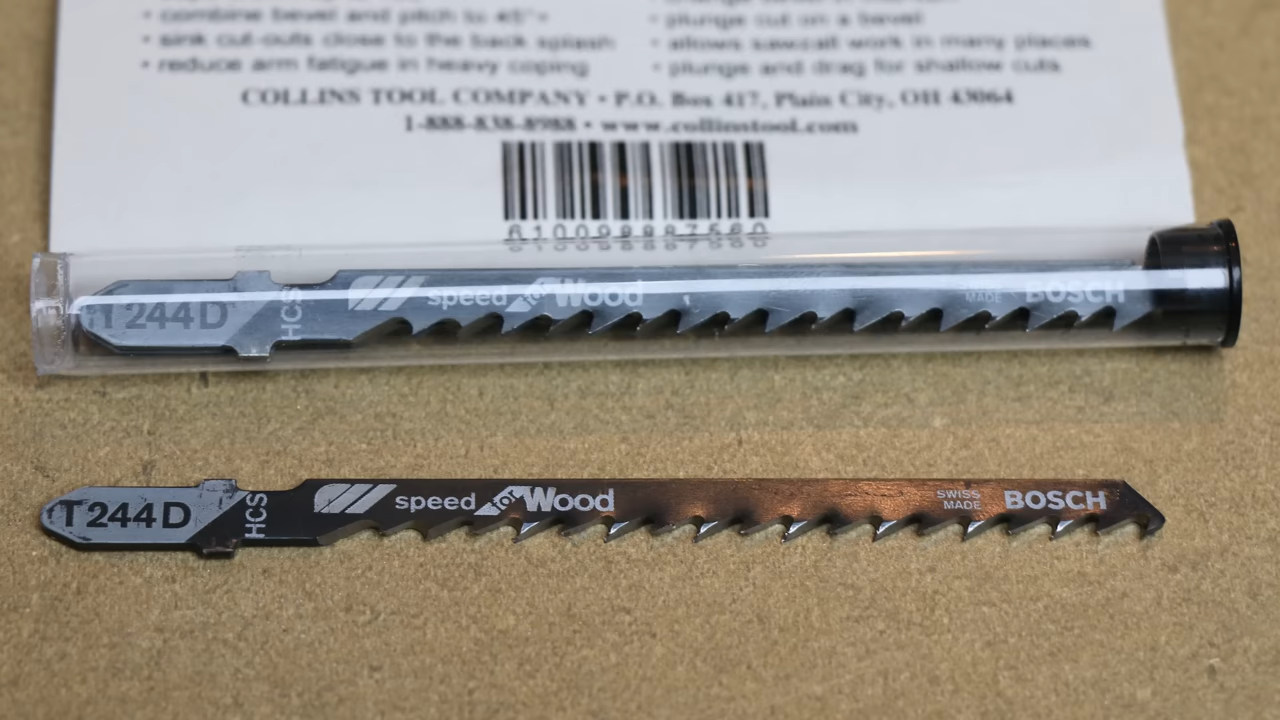 • combine bevel and pitch to 45°+
• sink cut-outs close to the back splash
• reduce arm fatigue in heavy coping
• plunge cut on a bevel
• allows sawzall work in many places
• plunge and drag for shallow cuts
COLLINS TOOL COMPANY • P.O. Box 417, Plain City, OH 43064
1-888-838-8988 • www.collinstool.com
T244D HCS speed for Wood MADE BOSCH
T244D HCS speed for Wood SWISS MADE BOSCH